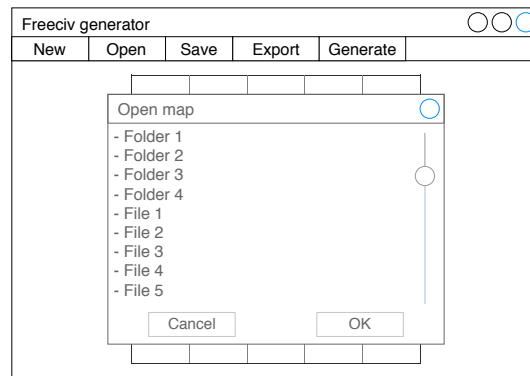 Freeciv generator
New Open Save Export Generate
Open map
- Folder 1
- Folder 2
- Folder 3
- Folder 4
- File 1
- File 2
- File 3
- File 4
- File 5
Cancel OK